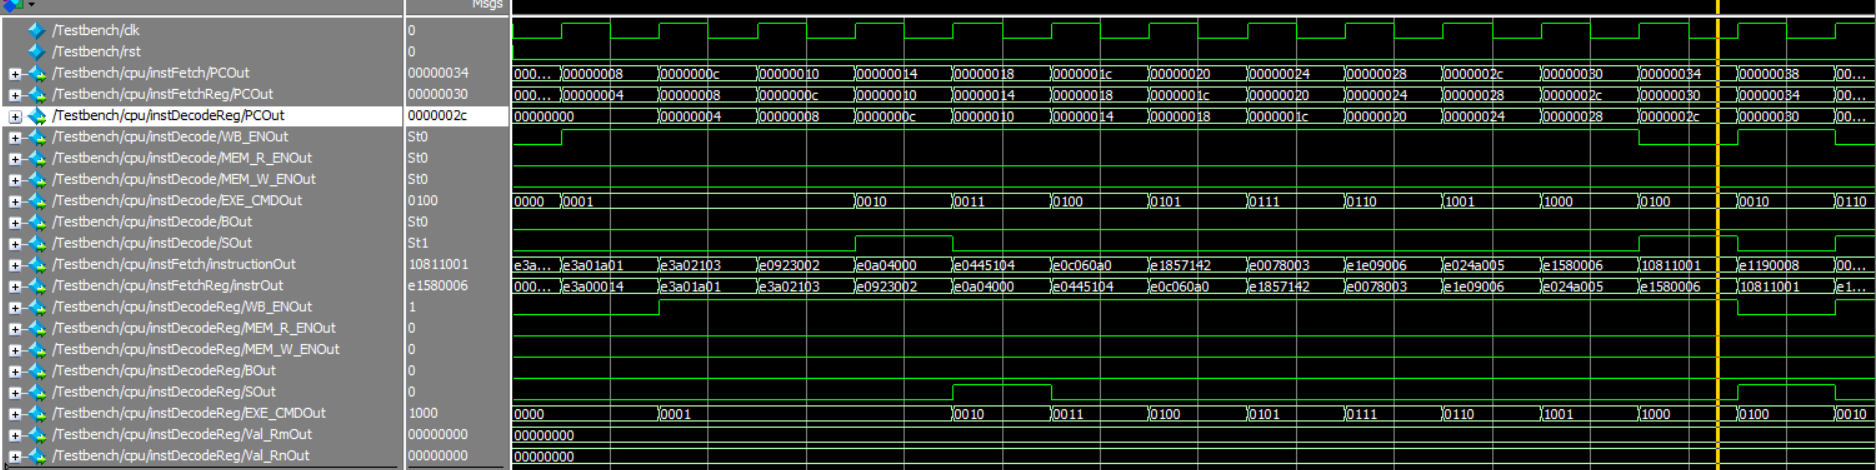 Msgs
/Testbench/clk 0
/Testbench/rst 0
/Testbench/cpu/instFetch/PCOut 00000034 000... 00000008 0000000c 00000010 00000014 00000018 0000001c 00000020 00000024 00000028 0000002c 00000030 00000034 00000038 00...
/Testbench/cpu/instFetchReg/PCOut 00000030 000... 00000004 00000008 0000000c 00000010 00000014 00000018 0000001c 00000020 00000024 00000028 0000002c 00000030 00000034 00...
/Testbench/cpu/instDecodeReg/PCOut 0000002c 00000000 00000004 00000008 0000000c 00000010 00000014 00000018 0000001c 00000020 00000024 00000028 0000002c 00000030 00...
/Testbench/cpu/instDecode/WB_ENOut St0
/Testbench/cpu/instDecode/MEM_R_ENOut St0
/Testbench/cpu/instDecode/MEM_W_ENOut St0
/Testbench/cpu/instDecode/EXE_CMDOut 0100 0000 0001 0010 0011 0100 0101 0111 0110 1001 1000 0100 0010 0110
/Testbench/cpu/instDecode/BOut St0
/Testbench/cpu/instDecode/SOut St1
/Testbench/cpu/instFetch/instructionOut 10811001 e3a... e3a01a01 e3a02103 e0923002 e0a04000 e0445104 e0c060a0 e1857142 e0078003 e1e09006 e024a005 e1580006 10811001 e1190008 00...
/Testbench/cpu/instFetchReg/instrOut e1580006 000... e3a00014 e3a01a01 e3a02103 e0923002 e0a04000 e0445104 e0c060a0 e1857142 e0078003 e1e09006 e024a005 e1580006 10811001 e1...
/Testbench/cpu/instDecodeReg/WB_ENOut 1
/Testbench/cpu/instDecodeReg/MEM_R_ENOut 0
/Testbench/cpu/instDecodeReg/MEM_W_ENOut 0
/Testbench/cpu/instDecodeReg/BOut 0
/Testbench/cpu/instDecodeReg/SOut 0
/Testbench/cpu/instDecodeReg/EXE_CMDOut 1000 0000 0001 0010 0011 0100 0101 0111 0110 1001 1000 0100 0010
/Testbench/cpu/instDecodeReg/Val_RmOut 00000000 00000000
/Testbench/cpu/instDecodeReg/Val_RnOut 00000000 00000000